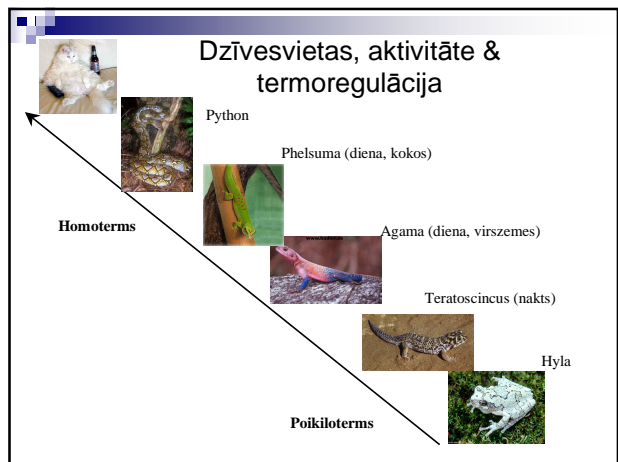 Dzīvesvietas, aktivitāte &
termoregulācija
Python
Phelsuma (diena, kokos)
Homoterms
Agama (diena, virszemes)
Teratoscincus (nakts)
Hyla
Poikiloterms